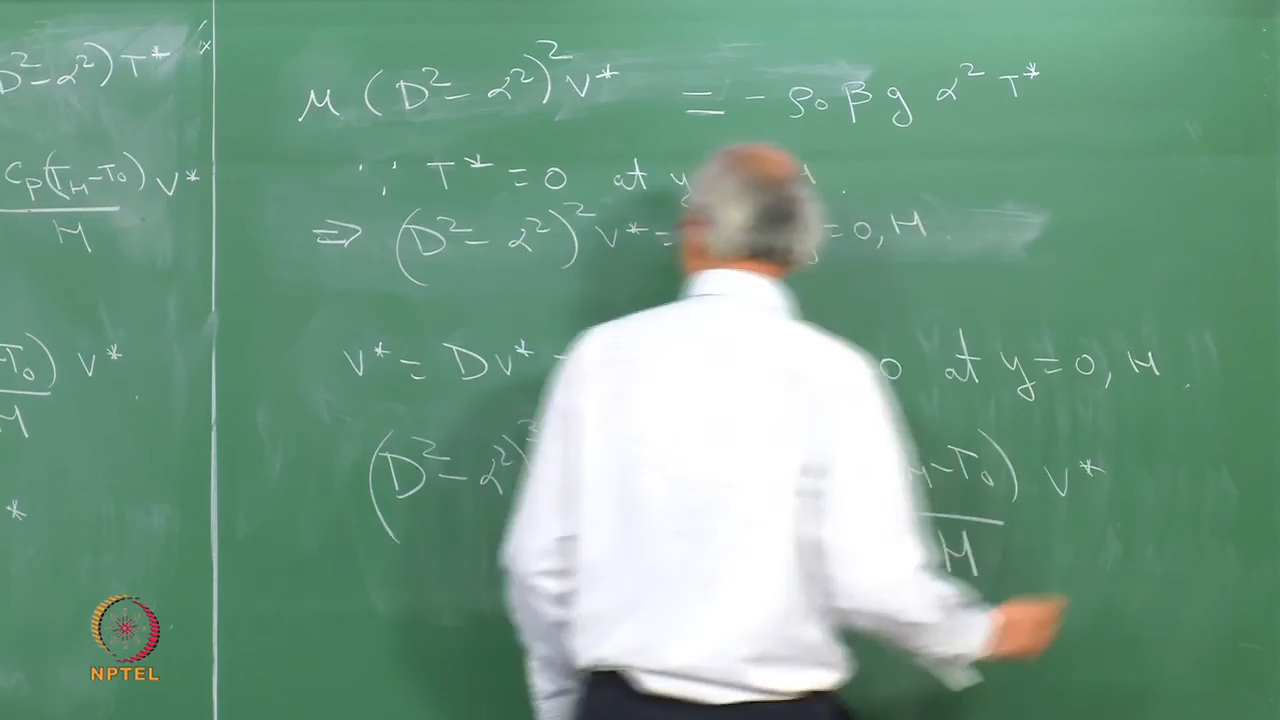 D²-α²)T*
Cp(TH-T0) v*
H
T0) v*
H
*
μ(D²-α²)² v* = -ρ0 β g α² T*
∵ T* = 0 at y
⇒ (D²-α²)² v* = = 0, H.
v* = Dv* 0 at y = 0, H.
(D²-α²) H-T0) v*
H
NPTEL